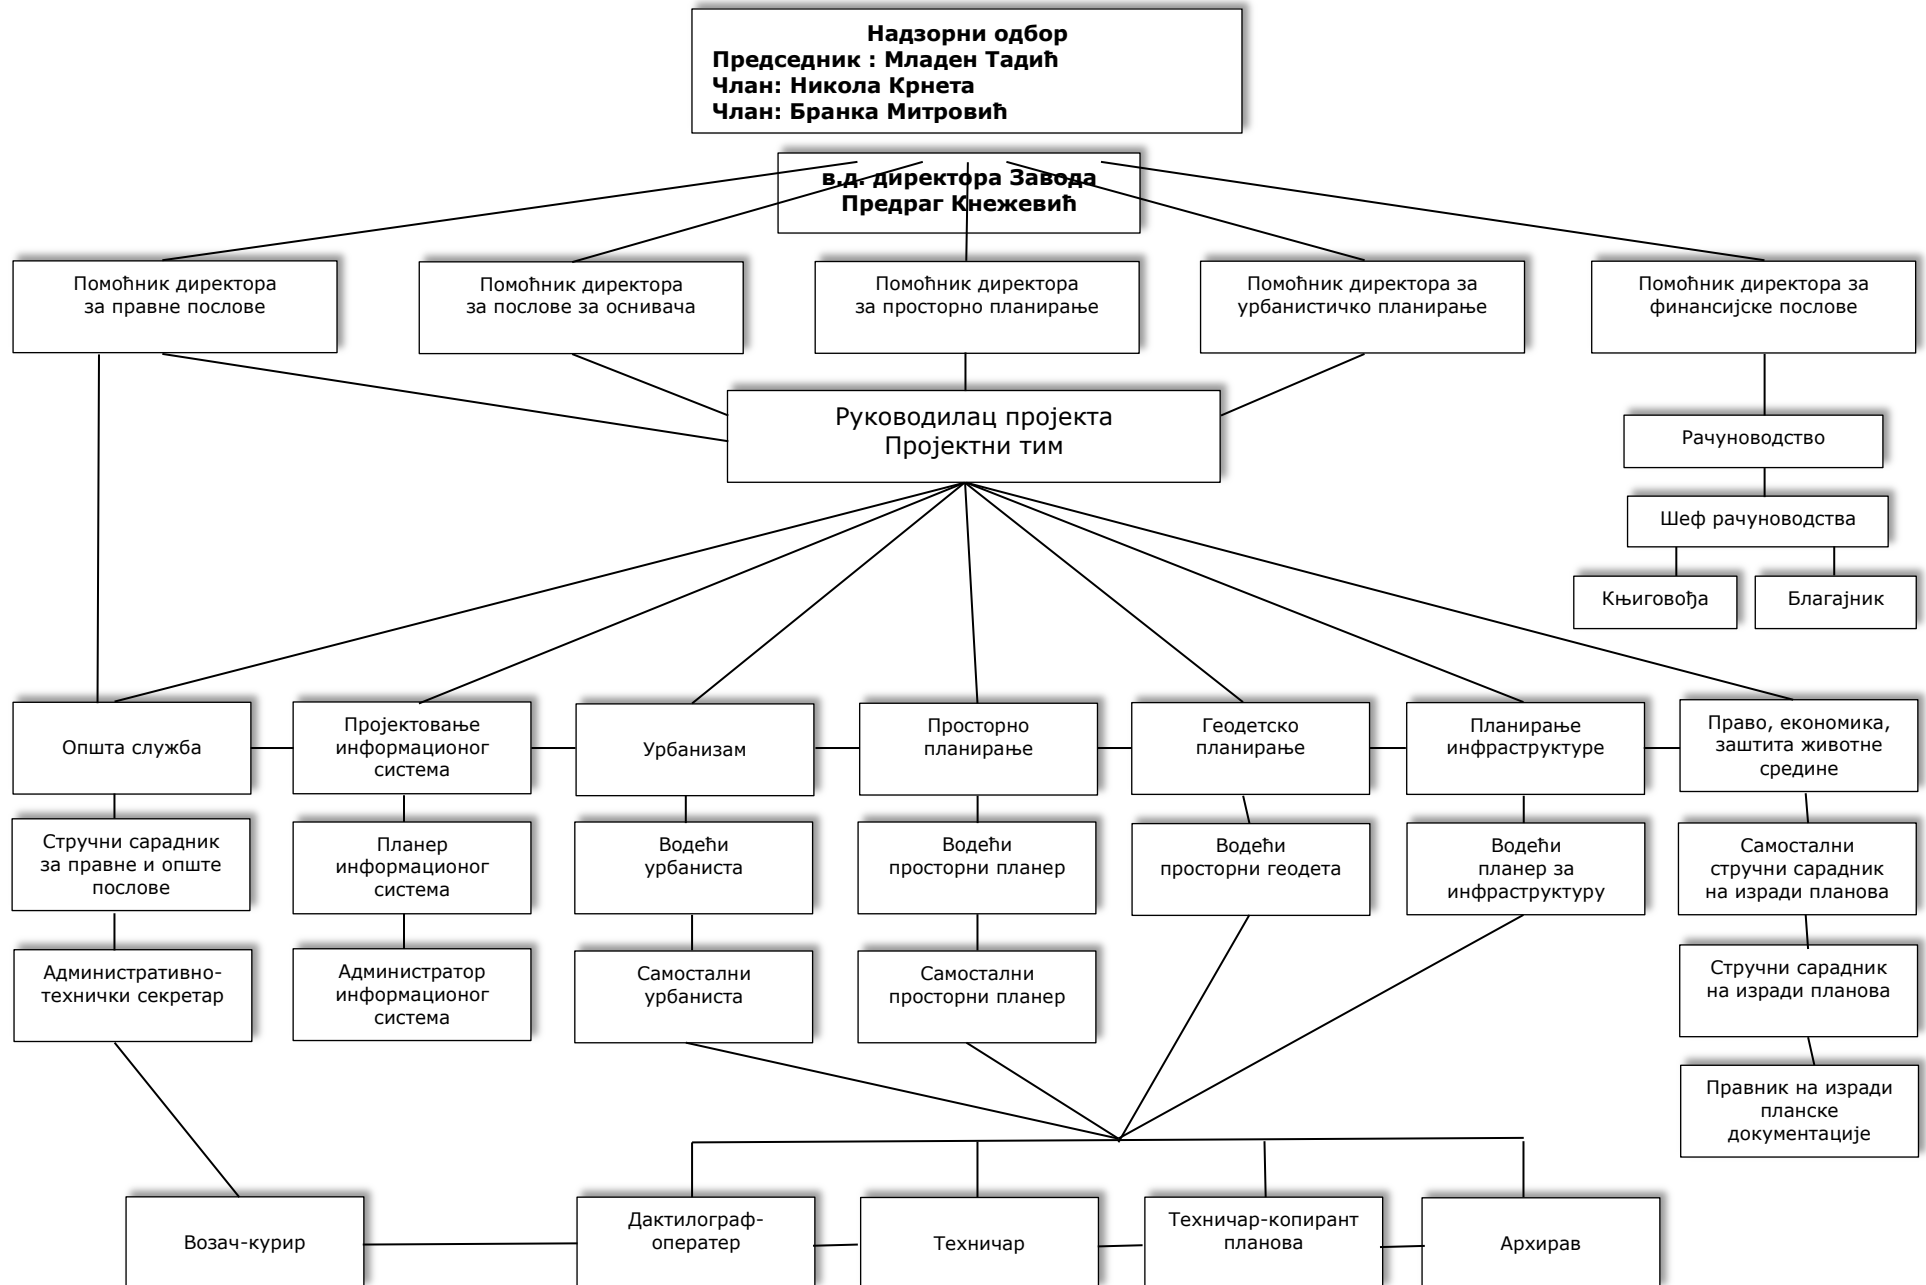 Надзорни одбор
Председник : Младен Тадић
Члан: Никола Крнета
Члан: Бранка Митровић
в.д. директора Завода
Предраг Кнежевић
Помоћник директора
за правне послове
Помоћник директора
за послове за оснивача
Помоћник директора
за просторно планирање
Помоћник директора за
урбанистичко планирање
Помоћник директора за
финансијске послове
Руководилац пројекта
Пројектни тим
Рачуноводство
Шеф рачуноводства
Књиговођа
Благајник
Општа служба
Пројектовање
информационог
система
Урбанизам
Просторно
планирање
Геодетско
планирање
Планирање
инфраструктуре
Право, економика,
заштита животне
средине
Стручни сарадник
за правне и опште
послове
Планер
информационог
система
Водећи
урбаниста
Водећи
просторни планер
Водећи
просторни геодета
Водећи
планер за
инфраструктуру
Самостални
стручни сарадник
на изради планова
Административно-
технички секретар
Администратор
информационог
система
Самостални
урбаниста
Самостални
просторни планер
Стручни сарадник
на изради планова
Правник на изради
планске
документације
Возач-курир
Дактилограф-
оператер
Техничар
Техничар-копирант
планова
Архирав